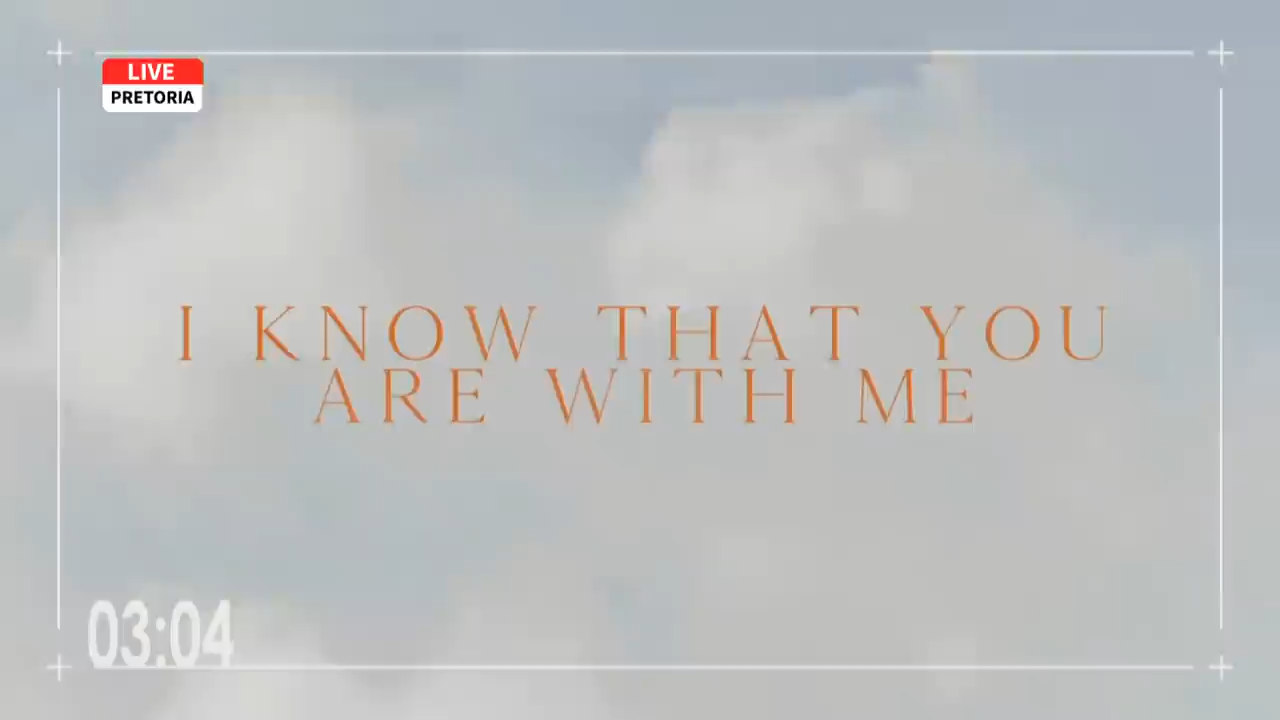 LIVE
PRETORIA
I KNOW THAT YOU
ARE WITH ME
03:04